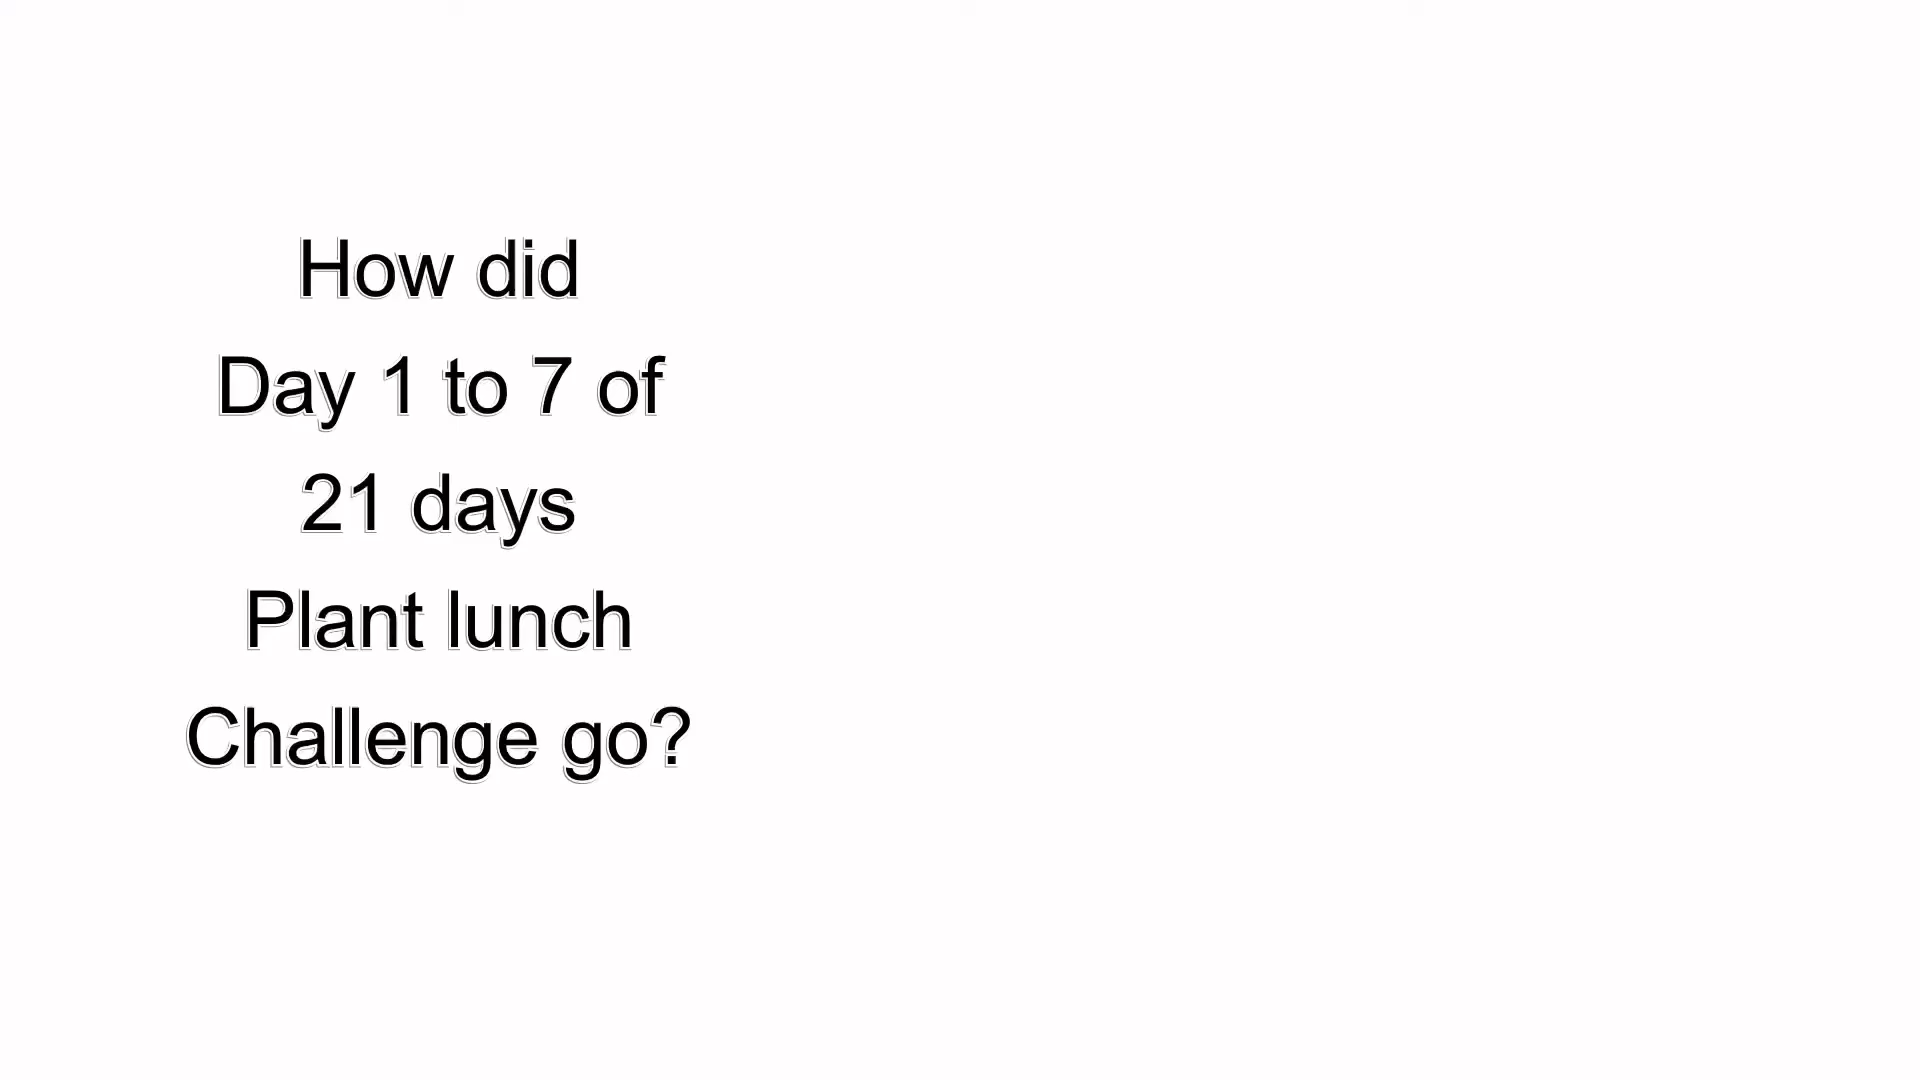 How did
Day 1 to 7 of
21 days
Plant lunch
Challenge go?